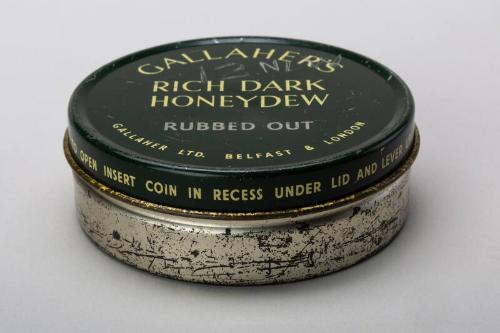 GALLAHER'S
RICH DARK
HONEYDEW
RUBBED OUT
GALLAHER LTD. BELFAST & LONDON
OPEN INSERT COIN IN RECESS UNDER LID AND LEVER